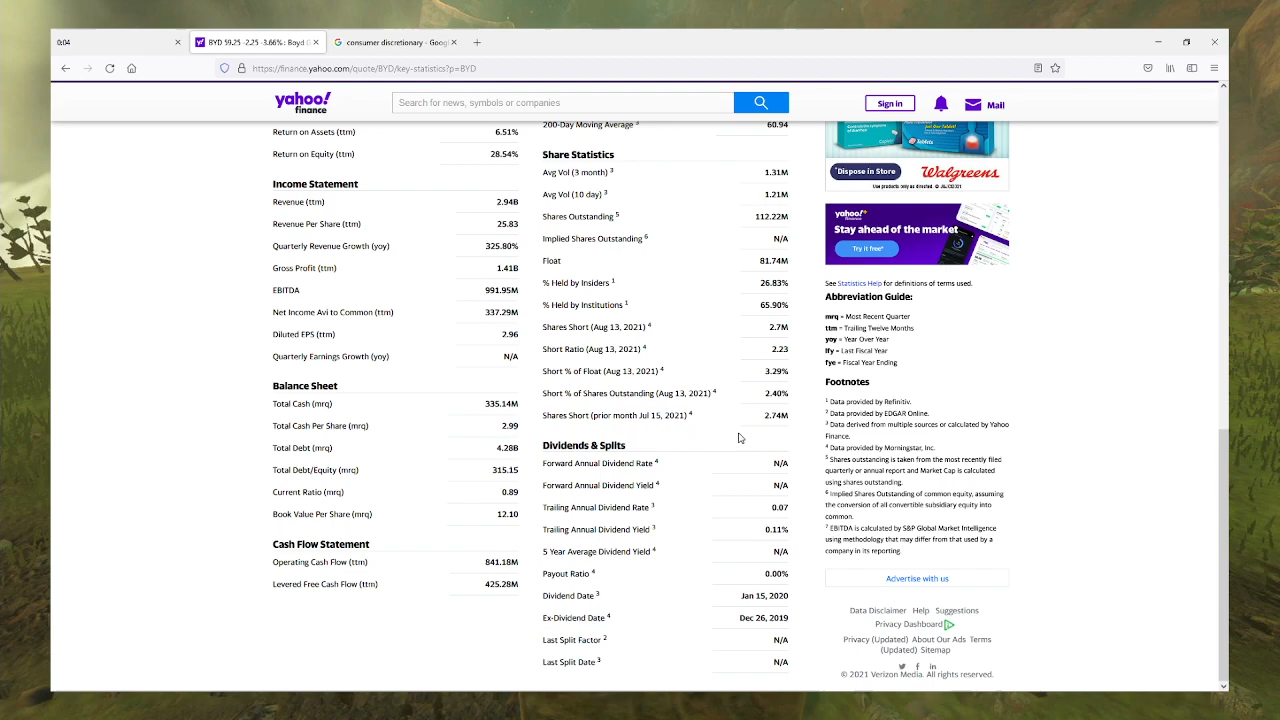 0:04
BYD 59.25 -2.25 -3.66% : Boyd G
consumer discretionary - Googl
https://finance.yahoo.com/quote/BYD/key-statistics?p=BYD
yahoo!
finance
Search for news, symbols or companies
Sign in
Mail
Return on Assets (ttm) 6.51%
Return on Equity (ttm) 28.54%
Income Statement
Revenue (ttm) 2.94B
Revenue Per Share (ttm) 25.83
Quarterly Revenue Growth (yoy) 325.80%
Gross Profit (ttm) 1.41B
EBITDA 991.95M
Net Income Avi to Common (ttm) 337.29M
Diluted EPS (ttm) 2.96
Quarterly Earnings Growth (yoy) N/A
Balance Sheet
Total Cash (mrq) 335.14M
Total Cash Per Share (mrq) 2.99
Total Debt (mrq) 4.28B
Total Debt/Equity (mrq) 315.15
Current Ratio (mrq) 0.89
Book Value Per Share (mrq) 12.10
Cash Flow Statement
Operating Cash Flow (ttm) 841.18M
Levered Free Cash Flow (ttm) 425.28M
200-Day Moving Average 3 60.94
Share Statistics
Avg Vol (3 month) 3 1.31M
Avg Vol (10 day) 3 1.21M
Shares Outstanding 5 112.22M
Implied Shares Outstanding 6 N/A
Float 81.74M
% Held by Insiders 1 26.83%
% Held by Institutions 1 65.90%
Shares Short (Aug 13, 2021) 4 2.7M
Short Ratio (Aug 13, 2021) 4 2.23
Short % of Float (Aug 13, 2021) 4 3.29%
Short % of Shares Outstanding (Aug 13, 2021) 4 2.40%
Shares Short (prior month Jul 15, 2021) 4 2.74M
Dividends & Splits
Forward Annual Dividend Rate 4 N/A
Forward Annual Dividend Yield 4 N/A
Trailing Annual Dividend Rate 3 0.07
Trailing Annual Dividend Yield 3 0.11%
5 Year Average Dividend Yield 4 N/A
Payout Ratio 4 0.00%
Dividend Date 3 Jan 15, 2020
Ex-Dividend Date 4 Dec 26, 2019
Last Split Factor 2 N/A
Last Split Date 3 N/A
Tablets
*Dispose in Store
Walgreens
Use products only as directed. © J&JCI 2021
yahoo!
finance
Stay ahead of the market
Try it free*
See Statistics Help for definitions of terms used.
Abbreviation Guide:
mrq = Most Recent Quarter
ttm = Trailing Twelve Months
yoy = Year Over Year
lfy = Last Fiscal Year
fye = Fiscal Year Ending
Footnotes
1 Data provided by Refinitiv.
2 Data provided by EDGAR Online.
3 Data derived from multiple sources or calculated by Yahoo
Finance.
4 Data provided by Morningstar, Inc.
5 Shares outstanding is taken from the most recently filed
quarterly or annual report and Market Cap is calculated
using shares outstanding.
6 Implied Shares Outstanding of common equity, assuming
the conversion of all convertible subsidiary equity into
common.
7 EBITDA is calculated by S&P Global Market Intelligence
using methodology that may differ from that used by a
company in its reporting.
Advertise with us
Data Disclaimer Help Suggestions
Privacy Dashboard
Privacy (Updated) About Our Ads Terms
(Updated) Sitemap
© 2021 Verizon Media. All rights reserved.